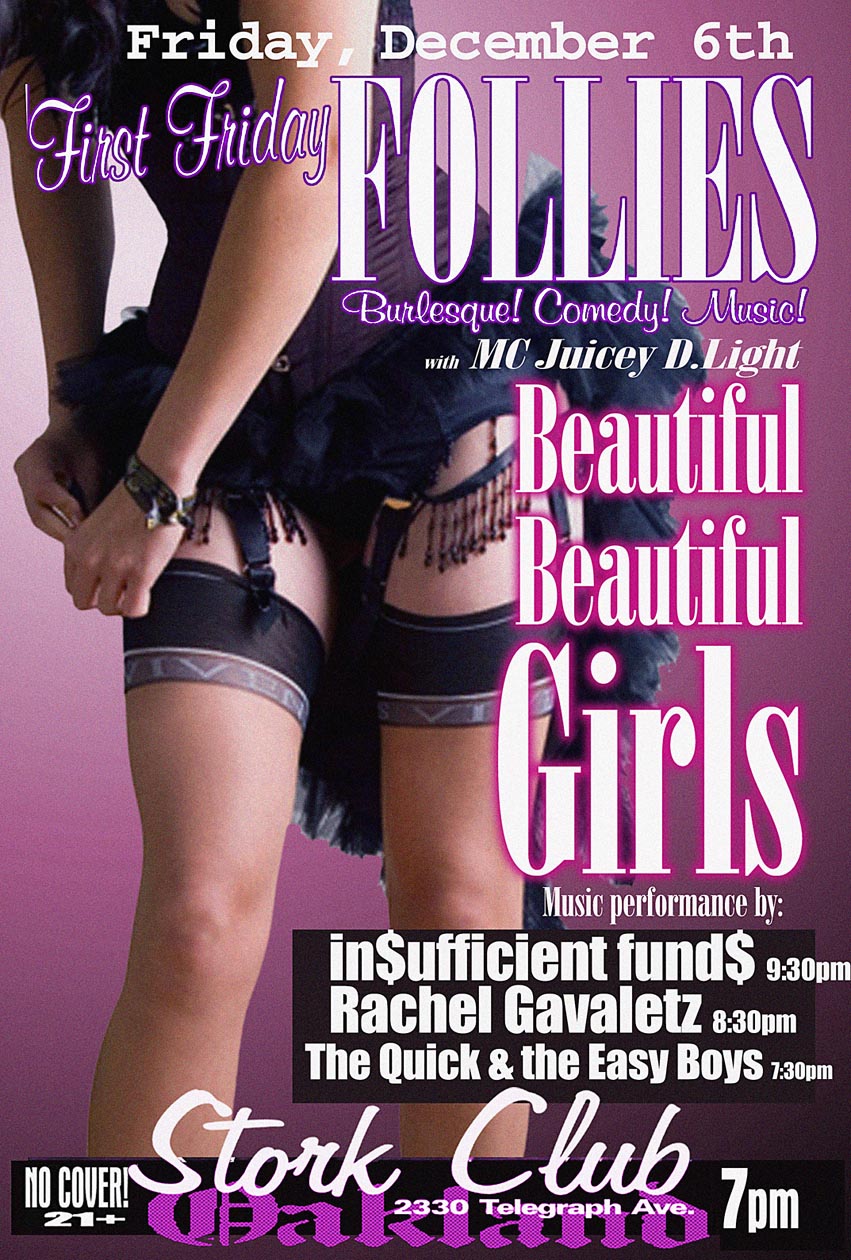 Friday, December 6th
First Friday
FOLLIES
Burlesque! Comedy! Music!
with MC Juicey D.Light
Beautiful
Beautiful
Girls
VIVEN
S VIV
Music performance by:
in$ufficient fund$ 9:30pm
Rachel Gavaletz 8:30pm
The Quick & the Easy Boys 7:30pm
Stork Club
NO COVER!
21+
2330 Telegraph Ave.
Oakland
7pm